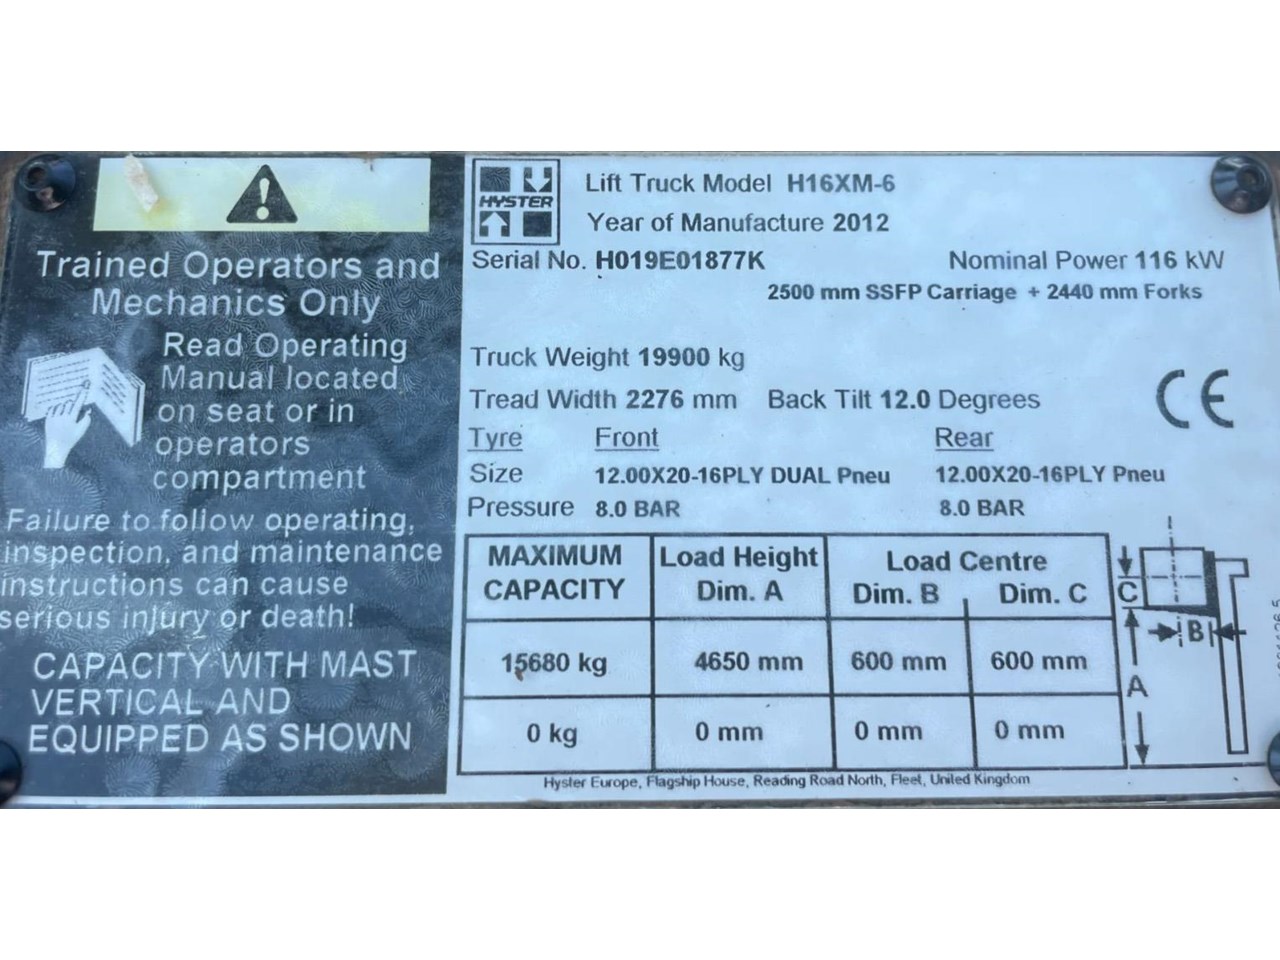 Trained Operators and
Mechanics Only
Read Operating
Manual located
on seat or in
operators
compartment
Failure to follow operating,
inspection, and maintenance
instructions can cause
serious injury or death!
CAPACITY WITH MAST
VERTICAL AND
EQUIPPED AS SHOWN
HYSTER
Lift Truck Model H16XM-6
Year of Manufacture 2012
Serial No. H019E01877K Nominal Power 116 kW
2500 mm SSFP Carriage + 2440 mm Forks
Truck Weight 19900 kg
Tread Width 2276 mm Back Tilt 12.0 Degrees
CE
Tyre Front Rear
Size 12.00X20-16PLY DUAL Pneu 12.00X20-16PLY Pneu
Pressure 8.0 BAR 8.0 BAR
MAXIMUM CAPACITY Load Height Dim. A Load Centre Dim. B Dim. C
15680 kg 4650 mm 600 mm 600 mm
0 kg 0 mm 0 mm 0 mm
C
B
A
Hyster Europe, Flagship House, Reading Road North, Fleet, United Kingdom